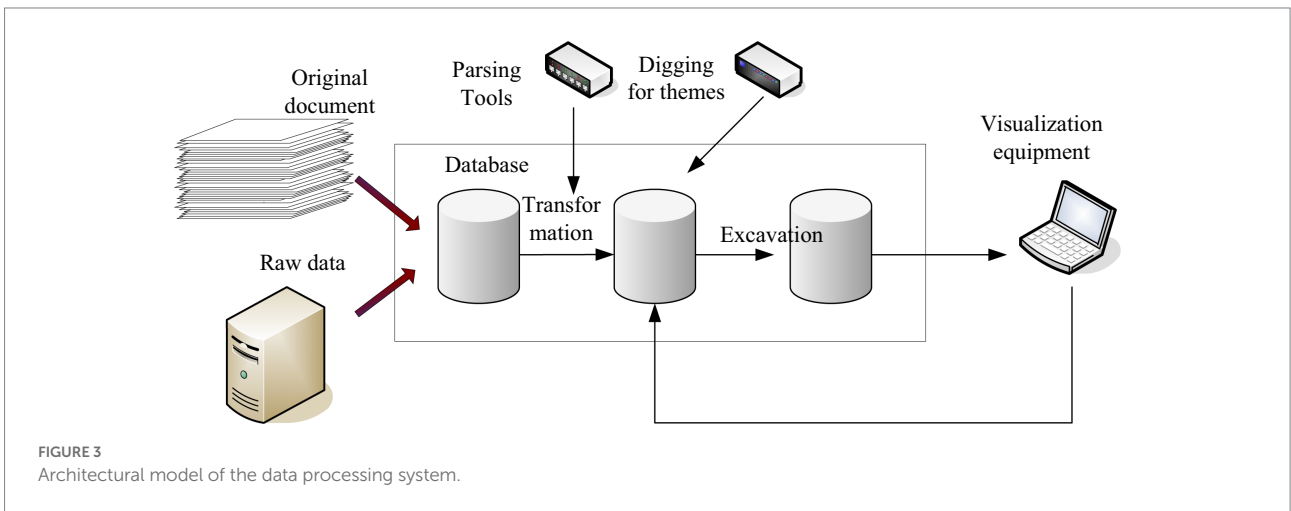 Original
document
Parsing
Tools
Digging
for themes
Visualization
equipment
Database
Transfor
mation
Excavation
Raw data
FIGURE 3
Architectural model of the data processing system.